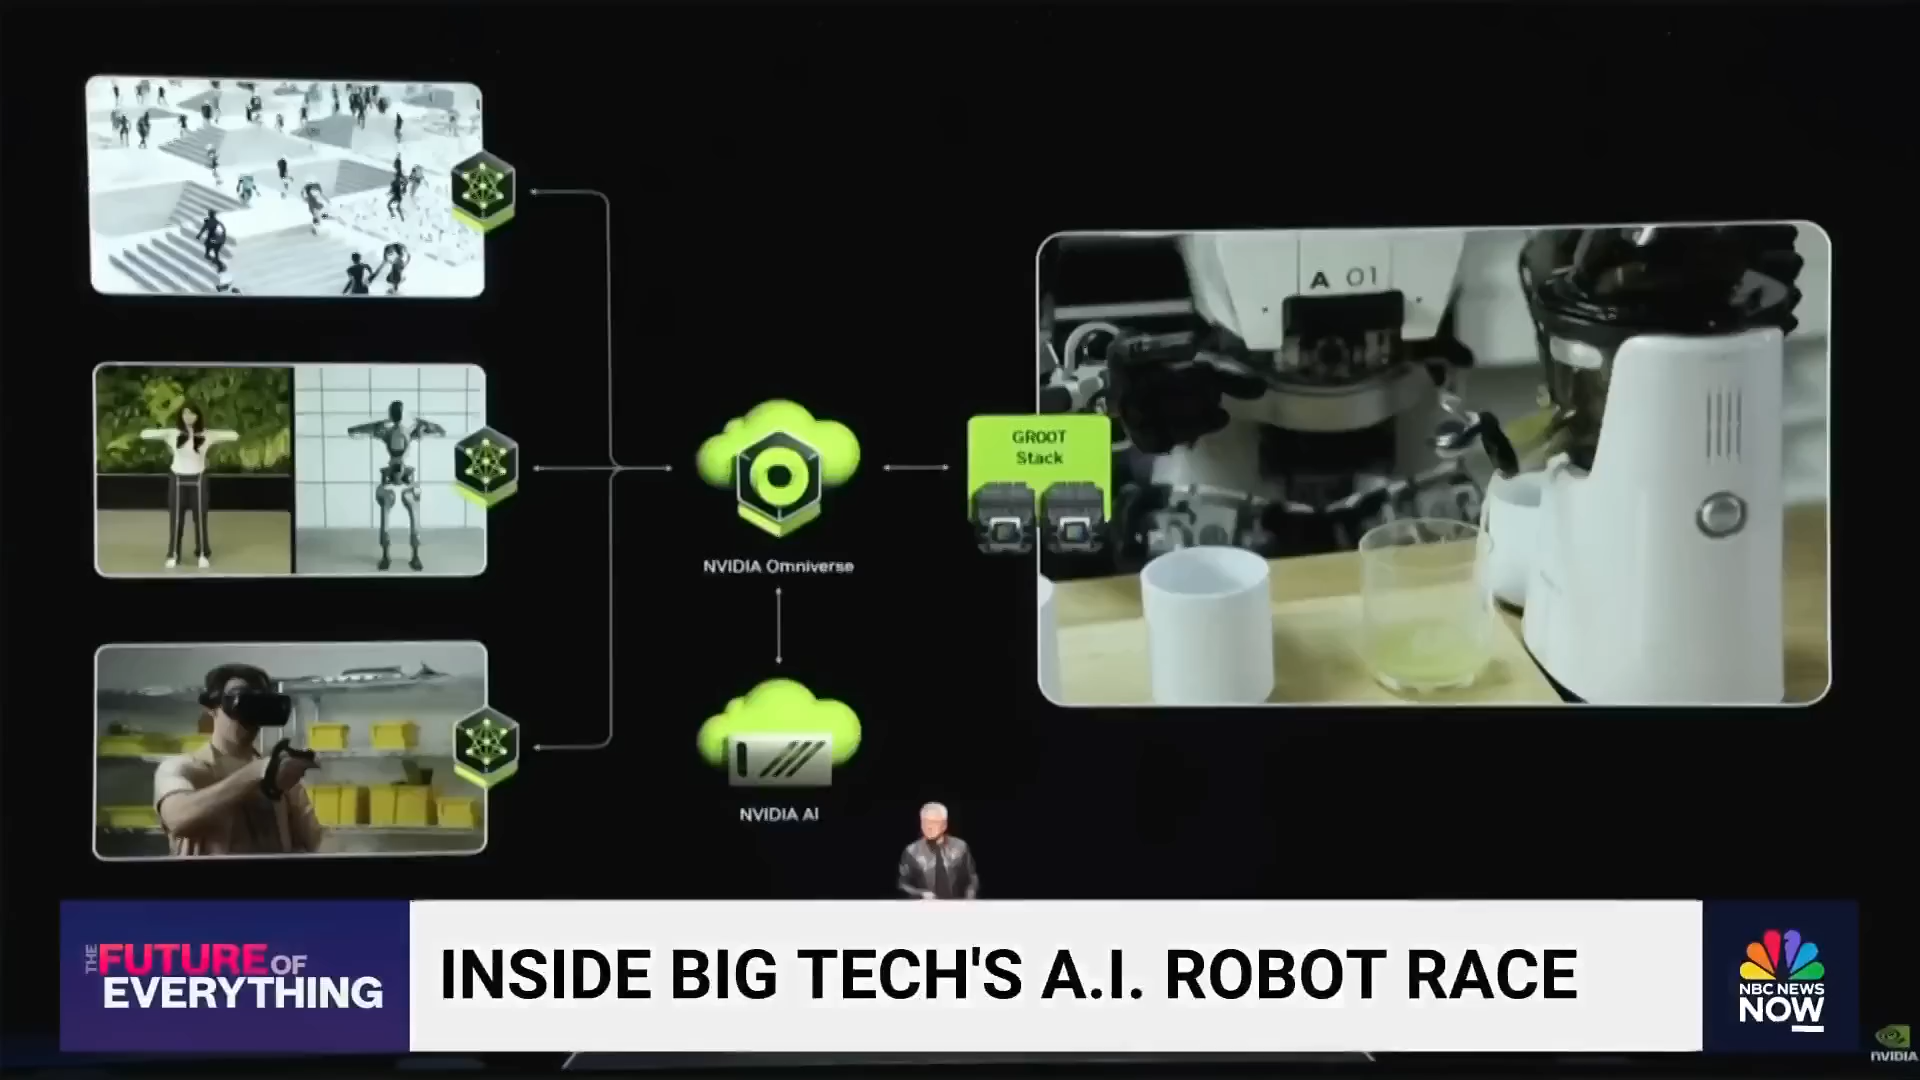 A 01
GROOT
Stack
NVIDIA Omniverse
NVIDIA AI
THE
FUTURE OF
EVERYTHING
INSIDE BIG TECH'S A.I. ROBOT RACE
NBC NEWS
NOW
NVIDIA